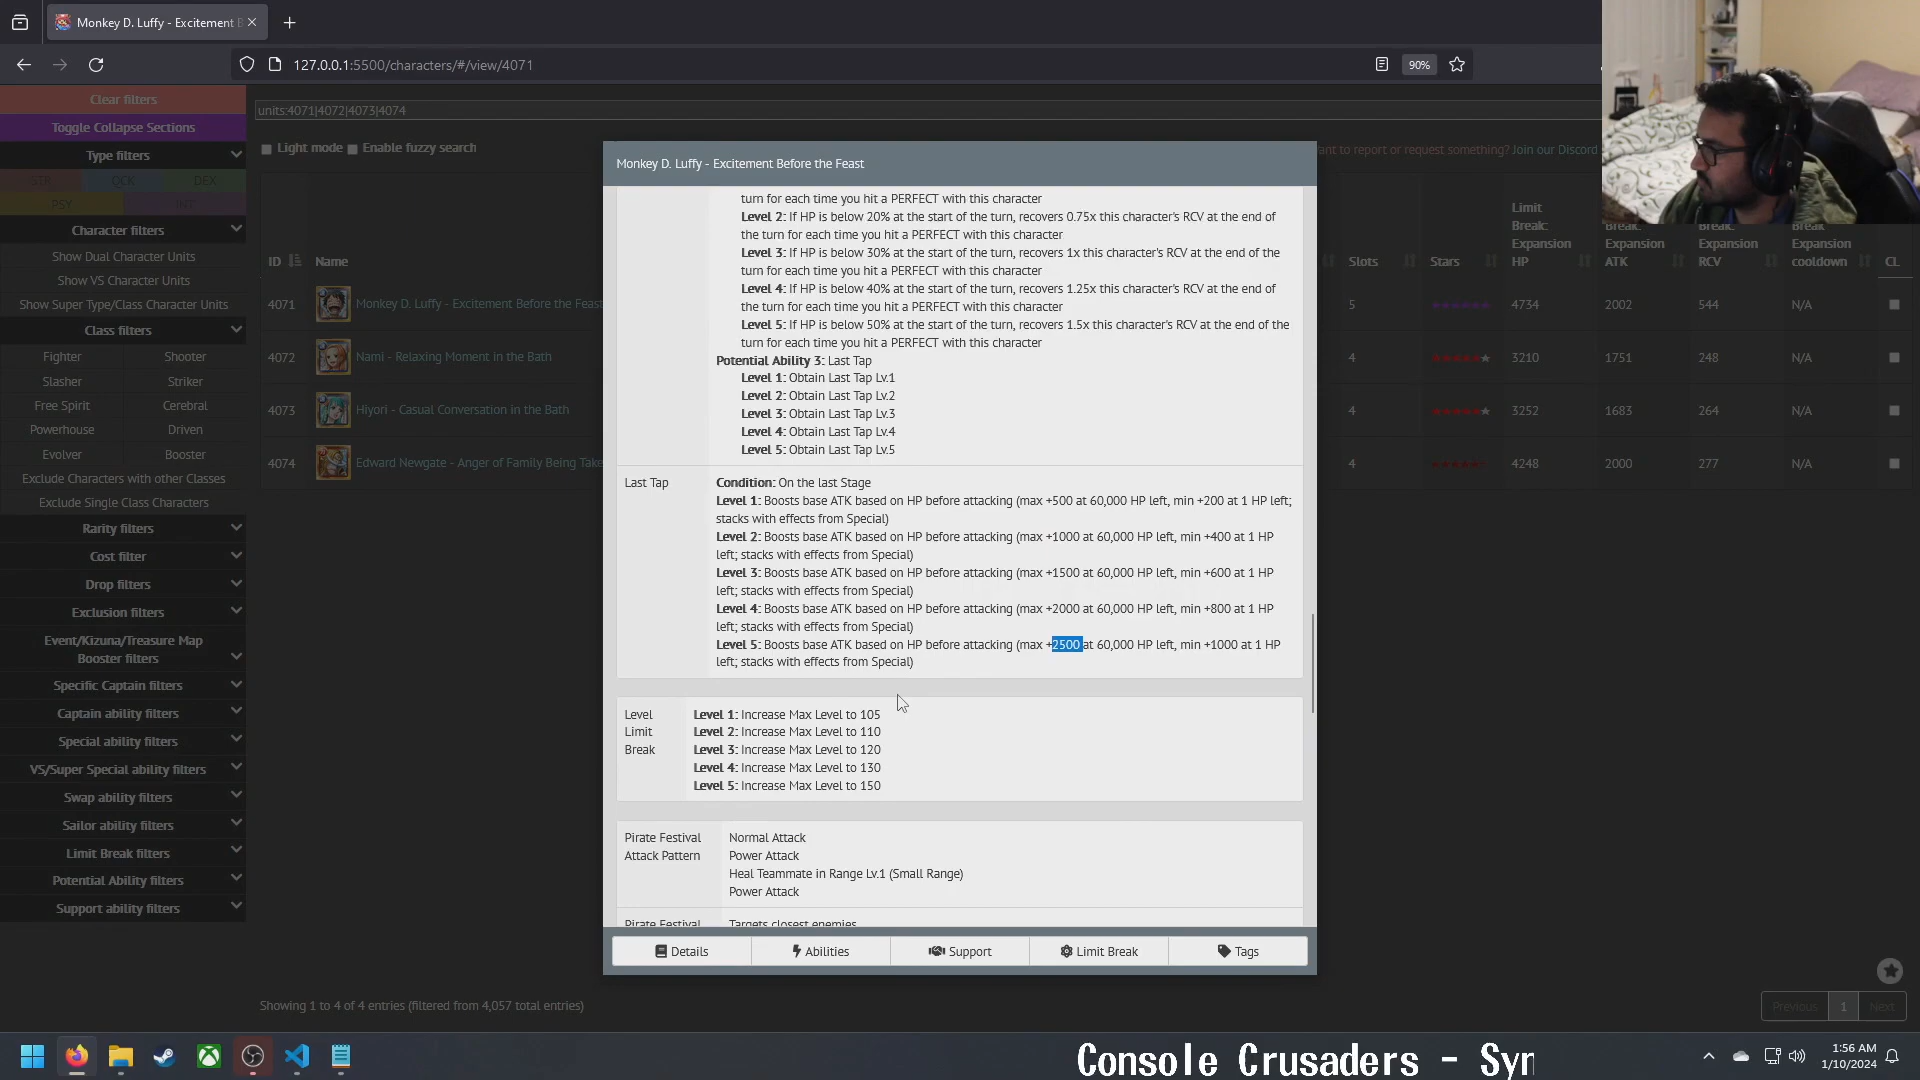 Monkey D. Luffy - Excitement B
127.0.0.1:5500/characters/#/view/4071
90%
Clear filters
Toggle Collapse Sections
Type filters
STR QCK DEX
PSY INT
Character filters
Show Dual Character Units
Show VS Character Units
Show Super Type/Class Character Units
Class filters
Fighter Shooter
Slasher Striker
Free Spirit Cerebral
Powerhouse Driven
Evolver Booster
Exclude Characters with other Classes
Exclude Single Class Characters
Rarity filters
Cost filter
Drop filters
Exclusion filters
Event/Kizuna/Treasure Map
Booster filters
Specific Captain filters
Captain ability filters
Special ability filters
VS/Super Special ability filters
Swap ability filters
Sailor ability filters
Limit Break filters
Potential Ability filters
Support ability filters
units:4071|4072|4073|4074
Light mode Enable fuzzy search
want to report or request something? Join our Discord
ID Name
Slots Stars
Limit Break: Expansion HP
Break: Expansion ATK
Break: Expansion RCV
Break Expansion cooldown
CL
4071 Monkey D. Luffy - Excitement Before the Feast 5 4734 2002 544 N/A
4072 Nami - Relaxing Moment in the Bath 4 3210 1751 248 N/A
4073 Hiyori - Casual Conversation in the Bath 4 3252 1683 264 N/A
4074 Edward Newgate - Anger of Family Being Take 4 4248 2000 277 N/A
Monkey D. Luffy - Excitement Before the Feast
turn for each time you hit a PERFECT with this character
Level 2: If HP is below 20% at the start of the turn, recovers 0.75x this character's RCV at the end of
the turn for each time you hit a PERFECT with this character
Level 3: If HP is below 30% at the start of the turn, recovers 1x this character's RCV at the end of the
turn for each time you hit a PERFECT with this character
Level 4: If HP is below 40% at the start of the turn, recovers 1.25x this character's RCV at the end of
the turn for each time you hit a PERFECT with this character
Level 5: If HP is below 50% at the start of the turn, recovers 1.5x this character's RCV at the end of the
turn for each time you hit a PERFECT with this character
Potential Ability 3: Last Tap
Level 1: Obtain Last Tap Lv.1
Level 2: Obtain Last Tap Lv.2
Level 3: Obtain Last Tap Lv.3
Level 4: Obtain Last Tap Lv.4
Level 5: Obtain Last Tap Lv.5
Last Tap
Condition: On the last Stage
Level 1: Boosts base ATK based on HP before attacking (max +500 at 60,000 HP left, min +200 at 1 HP left;
stacks with effects from Special)
Level 2: Boosts base ATK based on HP before attacking (max +1000 at 60,000 HP left, min +400 at 1 HP
left; stacks with effects from Special)
Level 3: Boosts base ATK based on HP before attacking (max +1500 at 60,000 HP left, min +600 at 1 HP
left; stacks with effects from Special)
Level 4: Boosts base ATK based on HP before attacking (max +2000 at 60,000 HP left, min +800 at 1 HP
left; stacks with effects from Special)
Level 5: Boosts base ATK based on HP before attacking (max +2500 at 60,000 HP left, min +1000 at 1 HP
left; stacks with effects from Special)
Level Limit Break
Level 1: Increase Max Level to 105
Level 2: Increase Max Level to 110
Level 3: Increase Max Level to 120
Level 4: Increase Max Level to 130
Level 5: Increase Max Level to 150
Pirate Festival Attack Pattern
Normal Attack
Power Attack
Heal Teammate in Range Lv.1 (Small Range)
Power Attack
Pirate Festival Targets closest enemies
Details Abilities Support Limit Break Tags
Showing 1 to 4 of 4 entries (filtered from 4,057 total entries)
Previous 1 Next
Console Crusaders - Syn
1:56 AM
1/10/2024